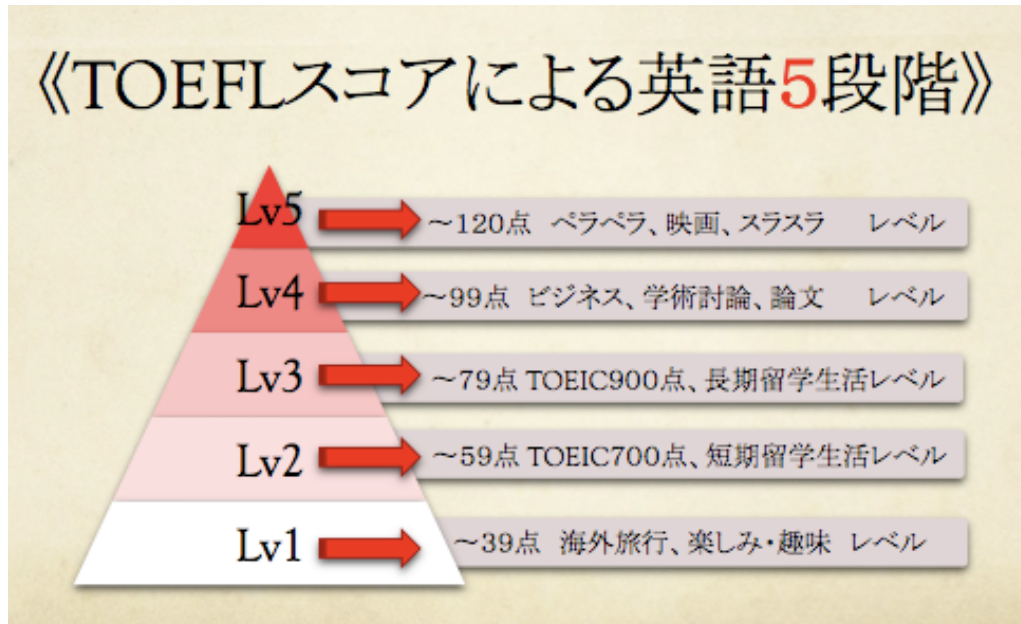 《TOEFLスコアによる英語5段階》
Lv5 ～120点 ペラペラ、映画、スラスラ レベル
Lv4 ～99点 ビジネス、学術討論、論文 レベル
Lv3 ～79点 TOEIC900点、長期留学生活レベル
Lv2 ～59点 TOEIC700点、短期留学生活レベル
Lv1 ～39点 海外旅行、楽しみ・趣味 レベル